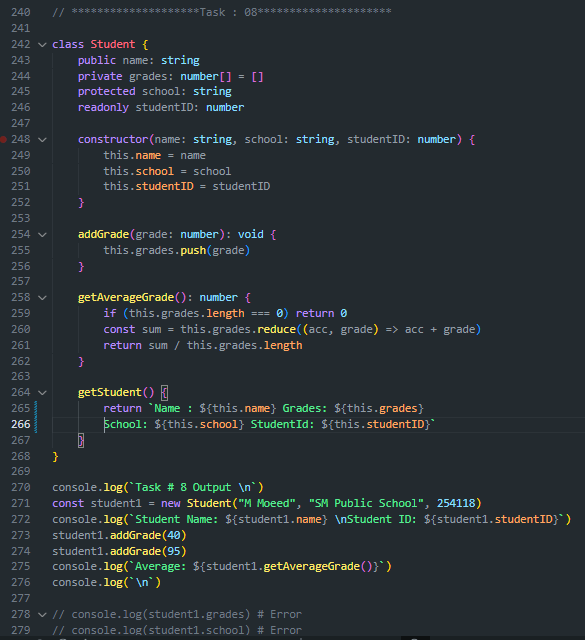 240 // ********************Task : 08*********************
241
242 class Student {
243 public name: string
244 private grades: number[] = []
245 protected school: string
246 readonly studentID: number
247
248 constructor(name: string, school: string, studentID: number) {
249 this.name = name
250 this.school = school
251 this.studentID = studentID
252 }
253
254 addGrade(grade: number): void {
255 this.grades.push(grade)
256 }
257
258 getAverageGrade(): number {
259 if (this.grades.length === 0) return 0
260 const sum = this.grades.reduce((acc, grade) => acc + grade)
261 return sum / this.grades.length
262 }
263
264 getStudent() {
265 return `Name : ${this.name} Grades: ${this.grades}
266 School: ${this.school} StudentId: ${this.studentID}`
267 }
268 }
269
270 console.log(`Task # 8 Output \n`)
271 const student1 = new Student("M Moeed", "SM Public School", 254118)
272 console.log(`Student Name: ${student1.name} \nStudent ID: ${student1.studentID}`)
273 student1.addGrade(40)
274 student1.addGrade(95)
275 console.log(`Average: ${student1.getAverageGrade()}`)
276 console.log(`\n`)
277
278 // console.log(student1.grades) # Error
279 // console.log(student1.school) # Error